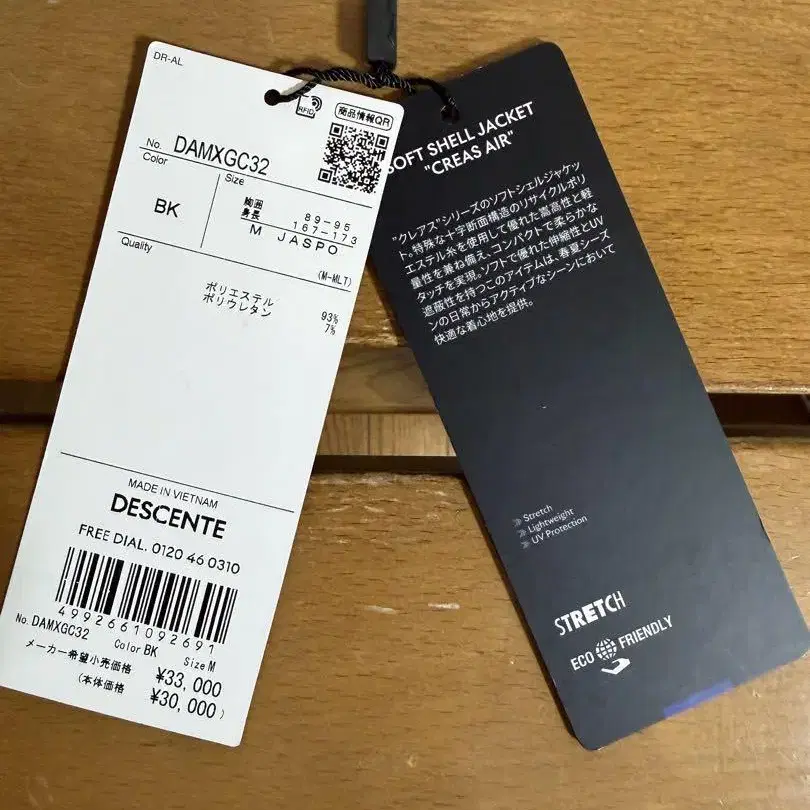 DR-AL
RFID
商品情報QR
No. DAMXGC32
Color
Size
BK
胸囲 89-95
身長 167-173
M JASPO
Quality
(M-MLT)
ポリエステル 93%
ポリウレタン 7%
MADE IN VIETNAM
DESCENTE
FREE DIAL. 0120 46 0310
4992661092691
No. DAMXGC32 Color BK Size M
メーカー希望小売価格 ¥33,000
(本体価格 ¥30,000)
SOFT SHELL JACKET
"CREAS AIR"
"クレアス"シリーズのソフトシェルジャケッ
ト。特殊な十字断面構造のリサイクルポリ
エステル糸を使用して優れた嵩高性と軽
量性を兼ね備え、コンパクトで柔らかな
タッチを実現。ソフトで優れた伸縮性とUV
遮蔽性を持つこのアイテムは、春夏シーズ
ンの日常からアクティブなシーンにおいて
快適な着心地を提供。
Stretch
Lightweight
UV Protection
STRETCH
ECO FRIENDLY